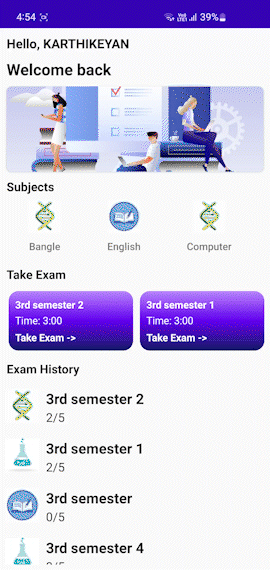 4:54 39%
Hello, KARTHIKEYAN
Welcome back
Subjects
Bangle English Computer
Take Exam
3rd semester 2 3rd semester 1
Time: 3:00 Time: 3:00
Take Exam -> Take Exam ->
Exam History
3rd semester 2
2/5
3rd semester 1
2/5
3rd semester
0/5
3rd semester 4